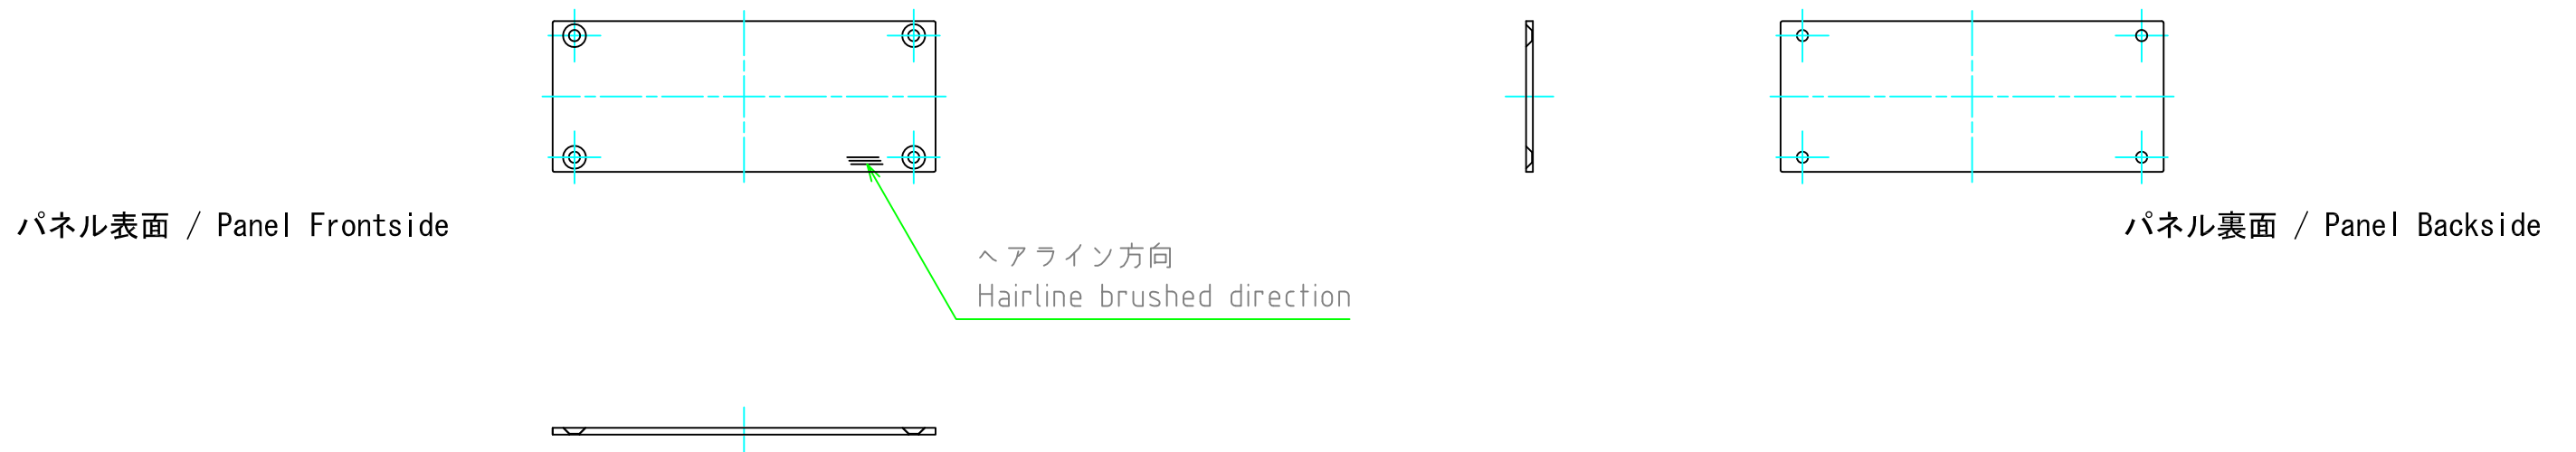 パネル表面 / Panel Frontside
パネル裏面 / Panel Backside
ヘアライン方向
Hairline brushed direction